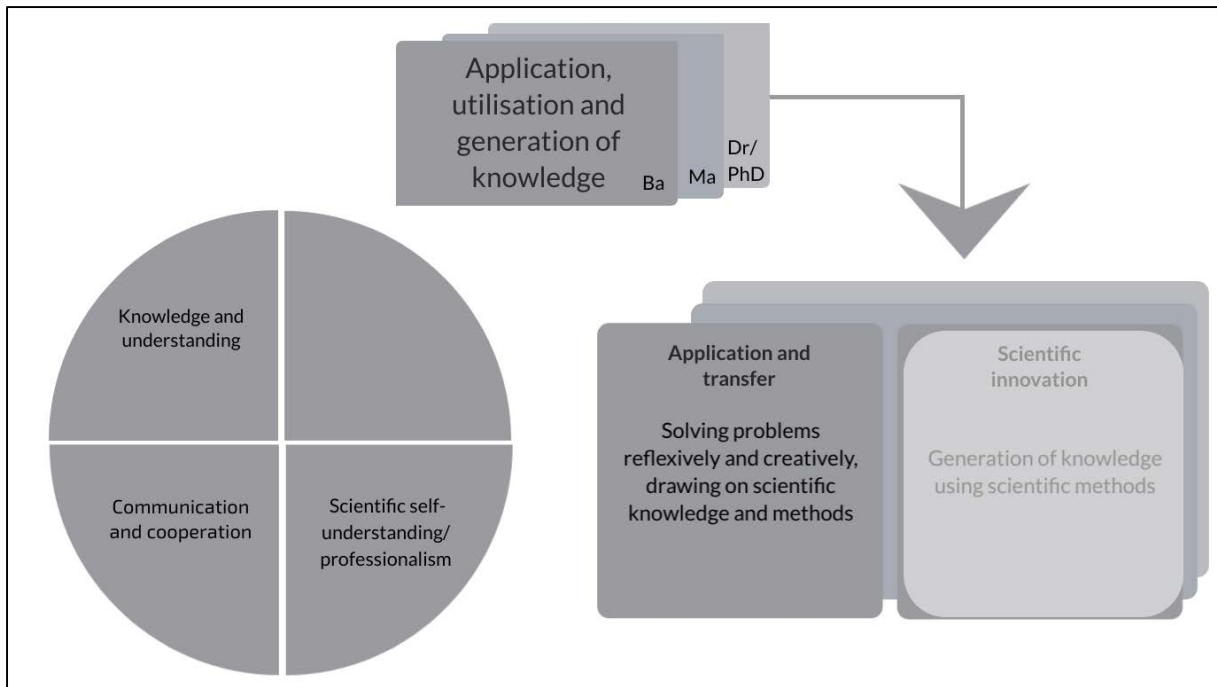 Application,
utilisation and
generation of
knowledge
Ba
Ma
Dr/
PhD
Knowledge and
understanding
Communication
and cooperation
Scientific self-
understanding/
professionalism
Application and
transfer
Solving problems
reflexively and creatively,
drawing on scientific
knowledge and methods
Scientific
innovation
Generation of knowledge
using scientific methods